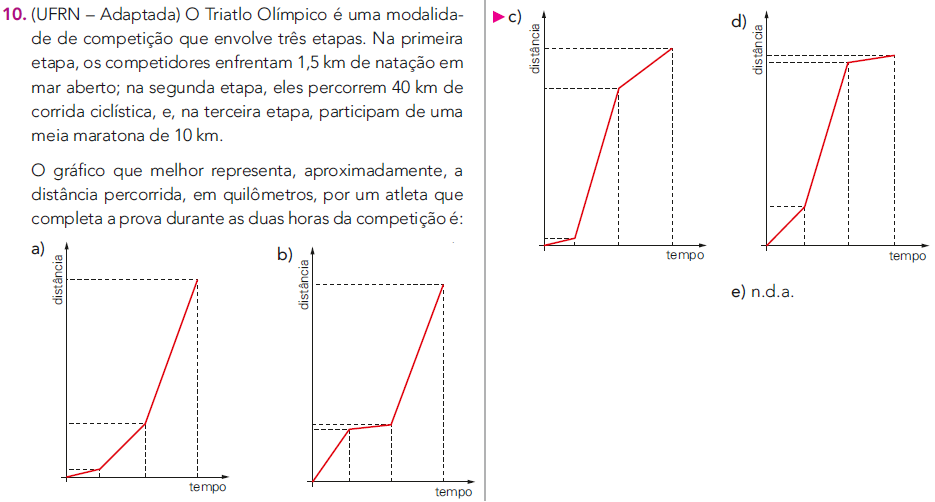 10. (UFRN – Adaptada) O Triatlo Olímpico é uma modalida-
de de competição que envolve três etapas. Na primeira
etapa, os competidores enfrentam 1,5 km de natação em
mar aberto; na segunda etapa, eles percorrem 40 km de
corrida ciclística, e, na terceira etapa, participam de uma
meia maratona de 10 km.
O gráfico que melhor representa, aproximadamente, a
distância percorrida, em quilômetros, por um atleta que
completa a prova durante as duas horas da competição é:
a)
distância
tempo
b)
distância
tempo
c)
distância
tempo
d)
distância
tempo
e) n.d.a.